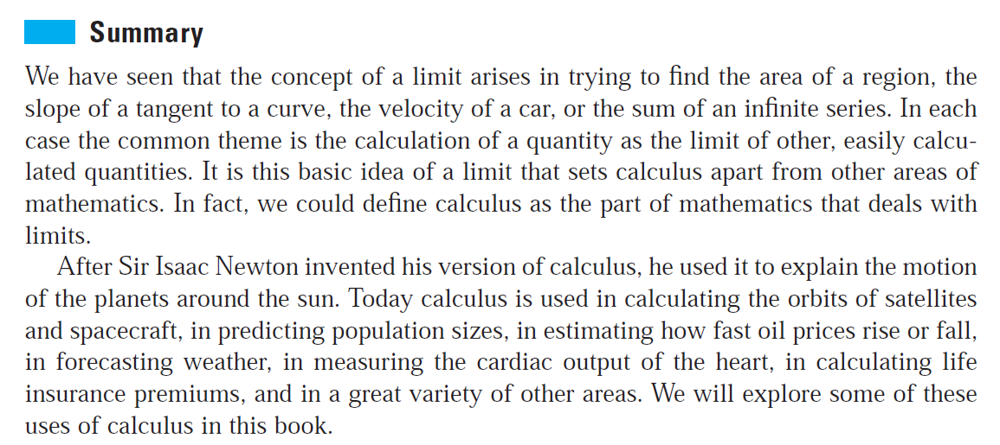 Summary
We have seen that the concept of a limit arises in trying to find the area of a region, the
slope of a tangent to a curve, the velocity of a car, or the sum of an infinite series. In each
case the common theme is the calculation of a quantity as the limit of other, easily calcu-
lated quantities. It is this basic idea of a limit that sets calculus apart from other areas of
mathematics. In fact, we could define calculus as the part of mathematics that deals with
limits.
After Sir Isaac Newton invented his version of calculus, he used it to explain the motion
of the planets around the sun. Today calculus is used in calculating the orbits of satellites
and spacecraft, in predicting population sizes, in estimating how fast oil prices rise or fall,
in forecasting weather, in measuring the cardiac output of the heart, in calculating life
insurance premiums, and in a great variety of other areas. We will explore some of these
uses of calculus in this book.